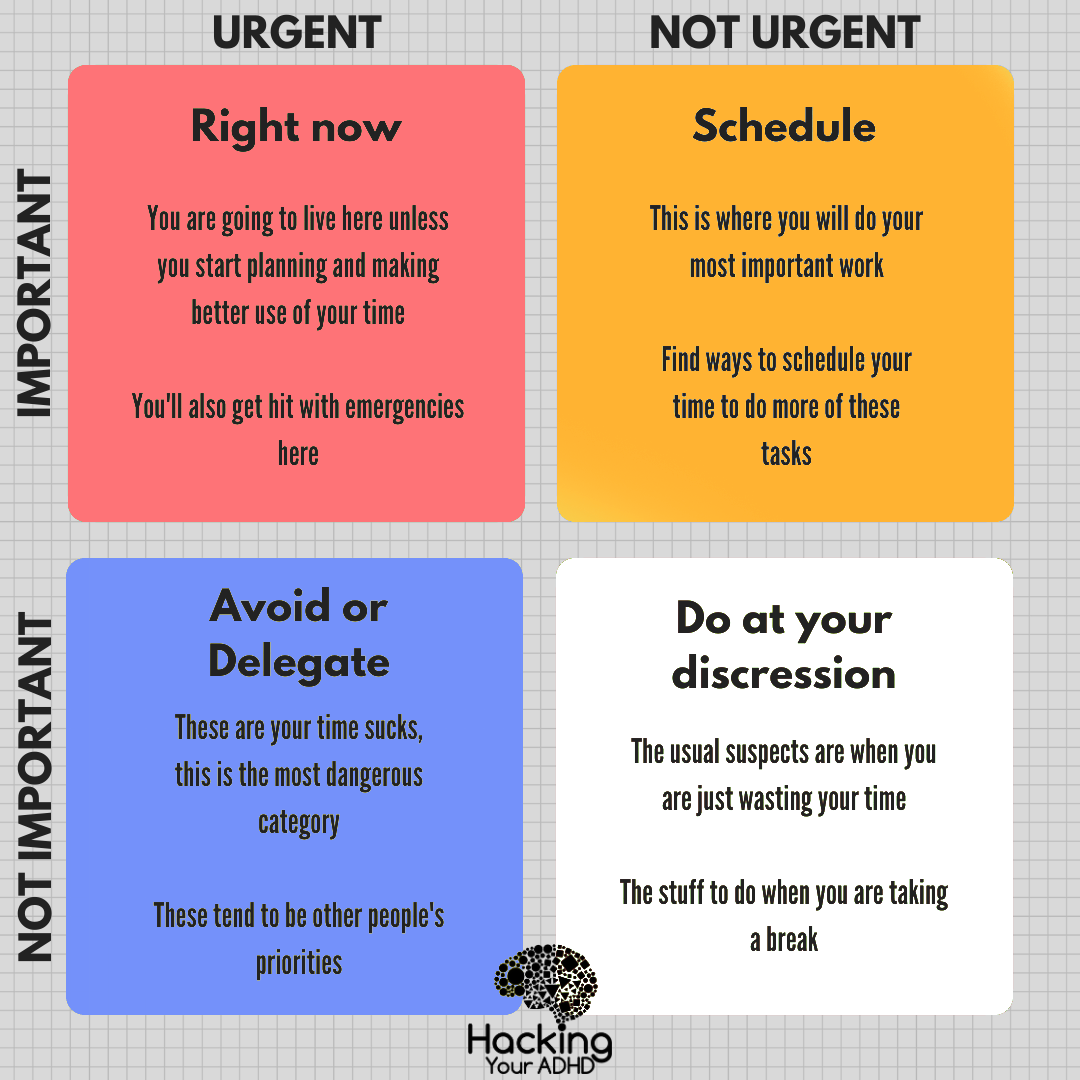 URGENT
NOT URGENT
IMPORTANT
Right now
You are going to live here unless
you start planning and making
better use of your time
You'll also get hit with emergencies
here
Schedule
This is where you will do your
most important work
Find ways to schedule your
time to do more of these
tasks
NOT IMPORTANT
Avoid or
Delegate
These are your time sucks,
this is the most dangerous
category
These tend to be other people's
priorities
Do at your
discression
The usual suspects are when you
are just wasting your time
The stuff to do when you are taking
a break
Hacking
Your ADHD